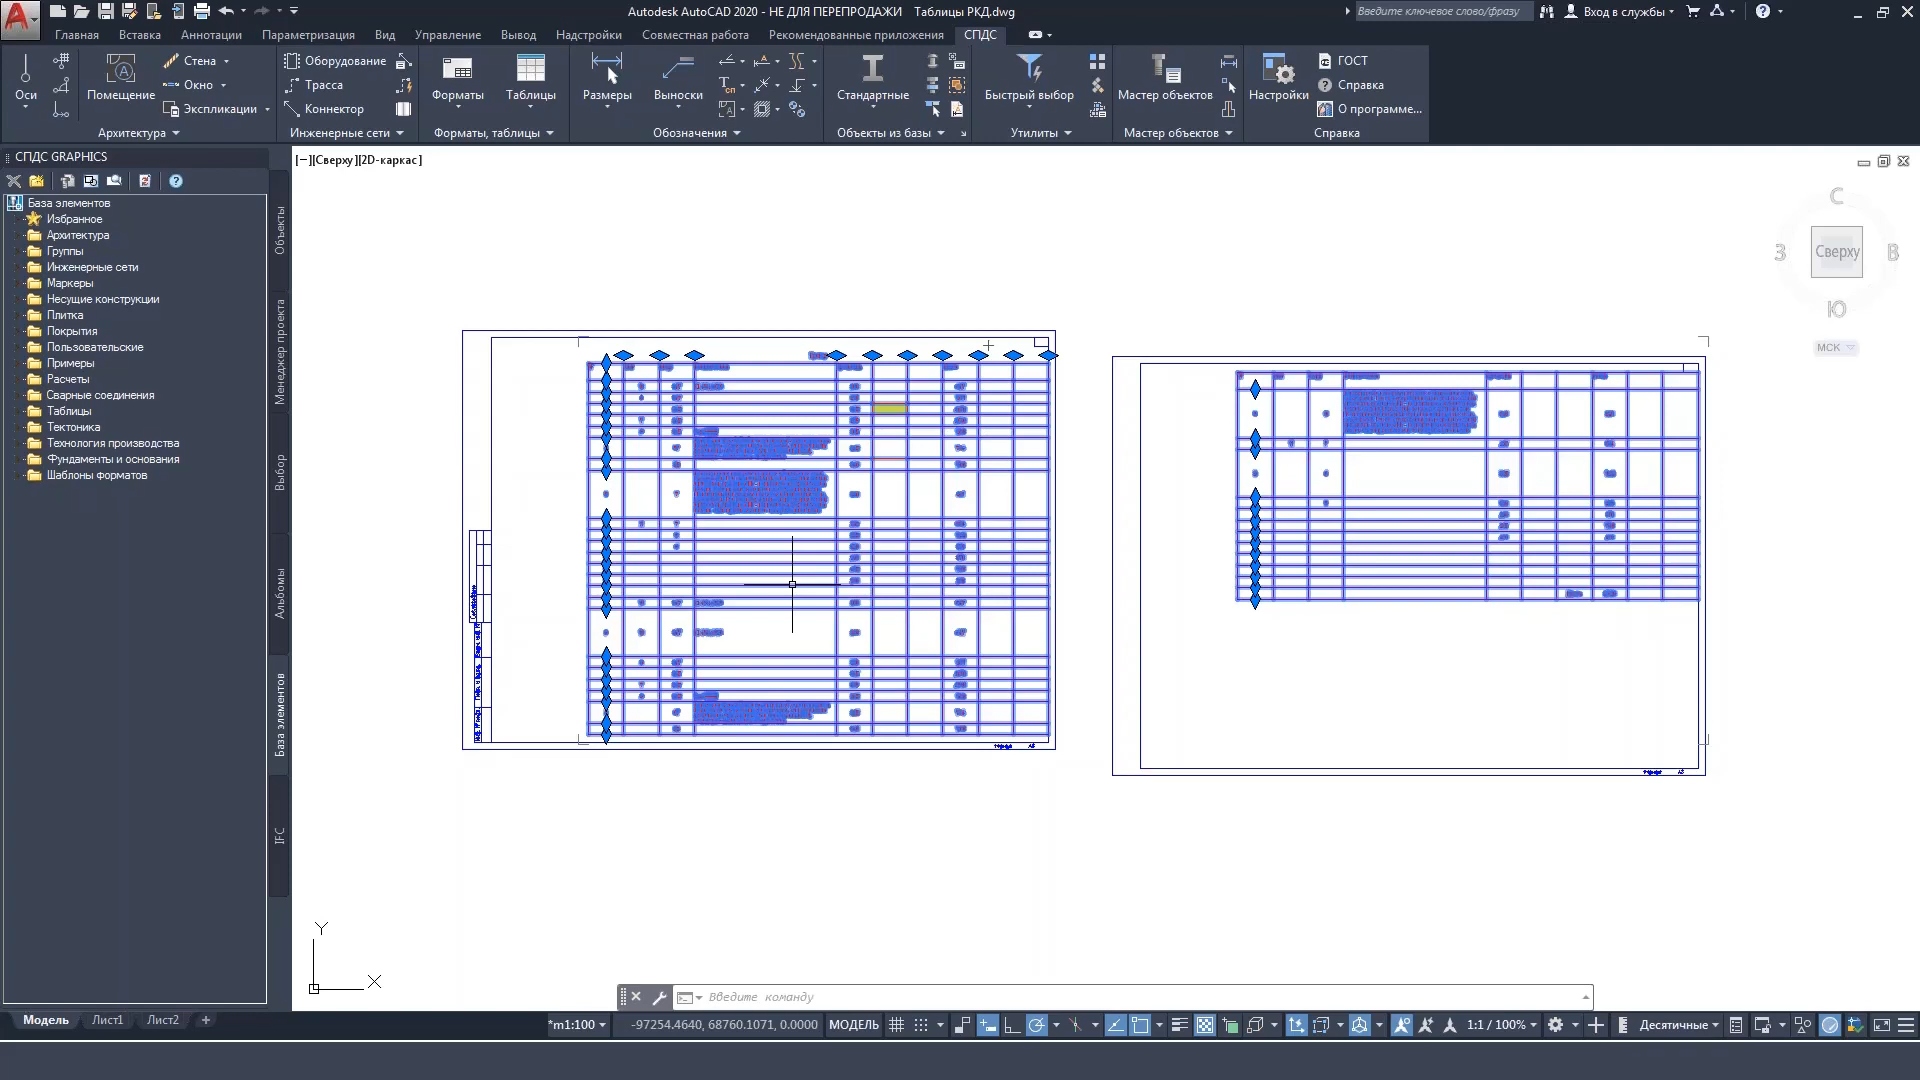 Autodesk AutoCAD 2020 - НЕ ДЛЯ ПЕРЕПРОДАЖИ Таблицы РКД.dwg
Введите ключевое слово/фразу
Вход в службы
Главная Вставка Аннотации Параметризация Вид Управление Вывод Надстройки Совместная работа Рекомендованные приложения СПДС
Оси
Помещение
Стена
Окно
Экспликации
Архитектура
Оборудование
Трасса
Коннектор
Инженерные сети
Форматы
Таблицы
Форматы, таблицы
Размеры
Выноски
Обозначения
Стандартные
Объекты из базы
Быстрый выбор
Утилиты
Мастер объектов
Мастер объектов
Настройки
ГОСТ
Справка
О программе...
Справка
СПДС GRAPHICS
База элементов
Избранное
Архитектура
Группы
Инженерные сети
Маркеры
Несущие конструкции
Плитка
Покрытия
Пользовательские
Примеры
Расчеты
Сварные соединения
Таблицы
Тектоника
Технология производства
Фундаменты и основания
Шаблоны форматов
Объекты
Менеджер проекта
Выбор
Альбомы
База элементов
IFC
[−][Сверху][2D-каркас]
С
З
Сверху
В
Ю
МСК
Y
X
Введите команду
Модель Лист1 Лист2 +
*m1:100 -97254.4640, 68760.1071, 0.0000 МОДЕЛЬ 1:1 / 100% Десятичные